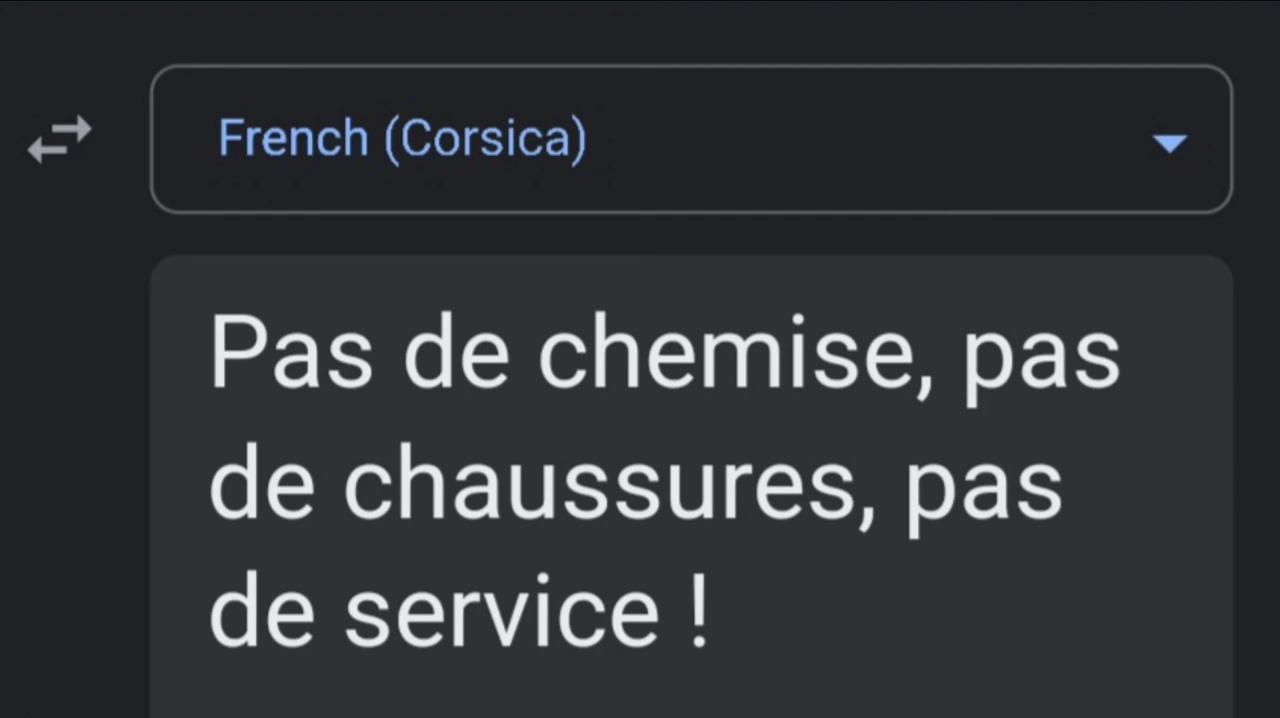 French (Corsica)
Pas de chemise, pas
de chaussures, pas
de service !